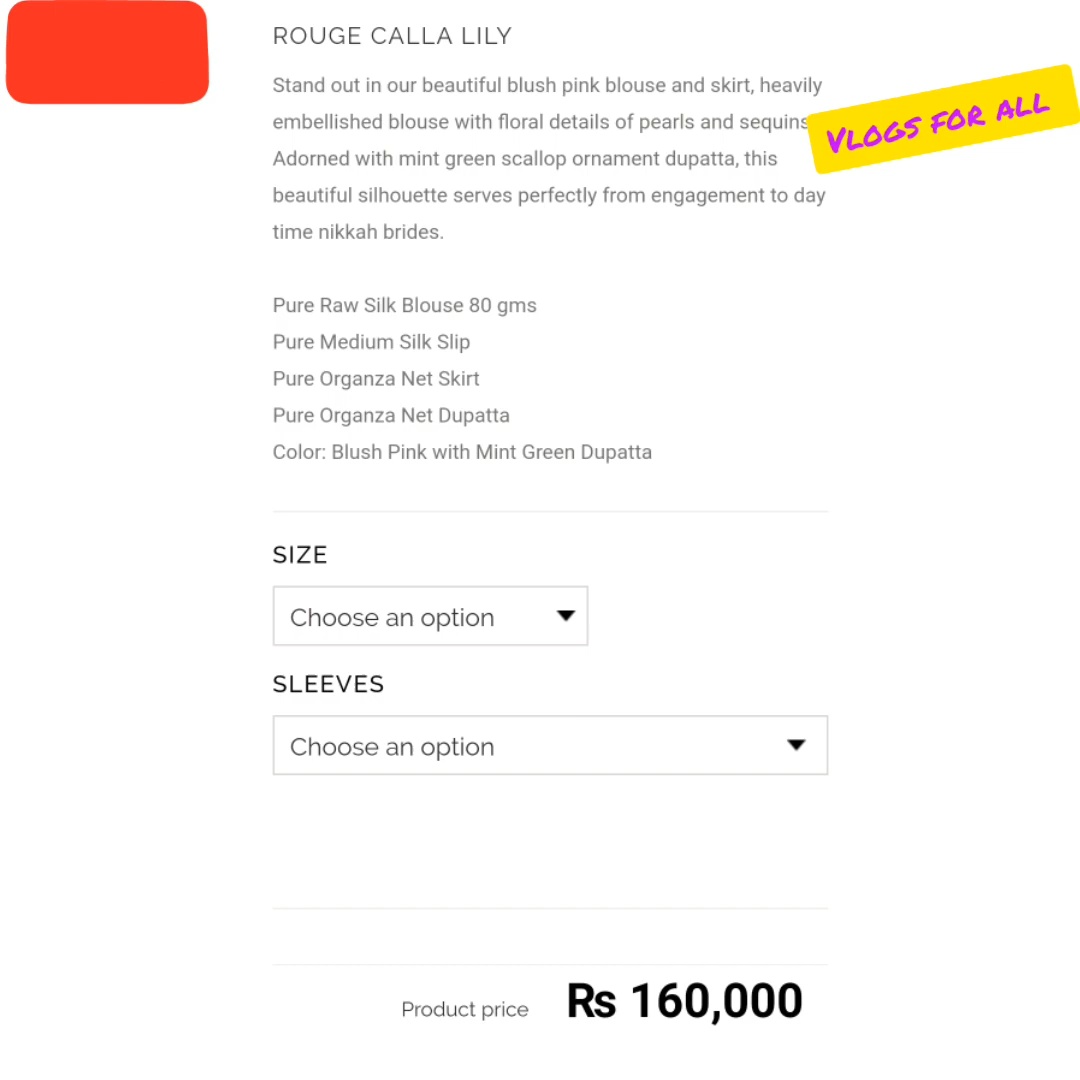 ROUGE CALLA LILY
Stand out in our beautiful blush pink blouse and skirt, heavily
embellished blouse with floral details of pearls and sequins
VLOGS FOR ALL
Adorned with mint green scallop ornament dupatta, this
beautiful silhouette serves perfectly from engagement to day
time nikkah brides.
Pure Raw Silk Blouse 80 gms
Pure Medium Silk Slip
Pure Organza Net Skirt
Pure Organza Net Dupatta
Color: Blush Pink with Mint Green Dupatta
SIZE
Choose an option
SLEEVES
Choose an option
Product price Rs 160,000